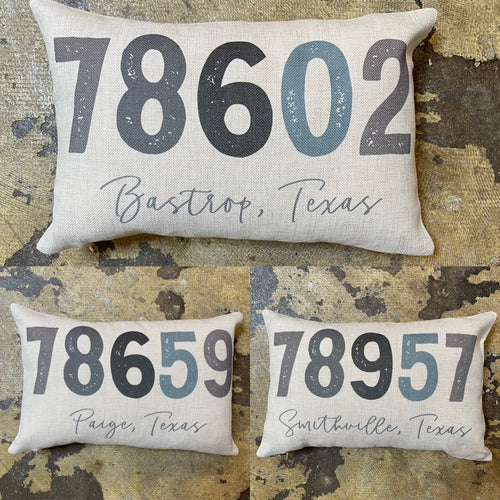 78602
Bastrop, Texas
78659
Paige, Texas
78957
Smithville, Texas